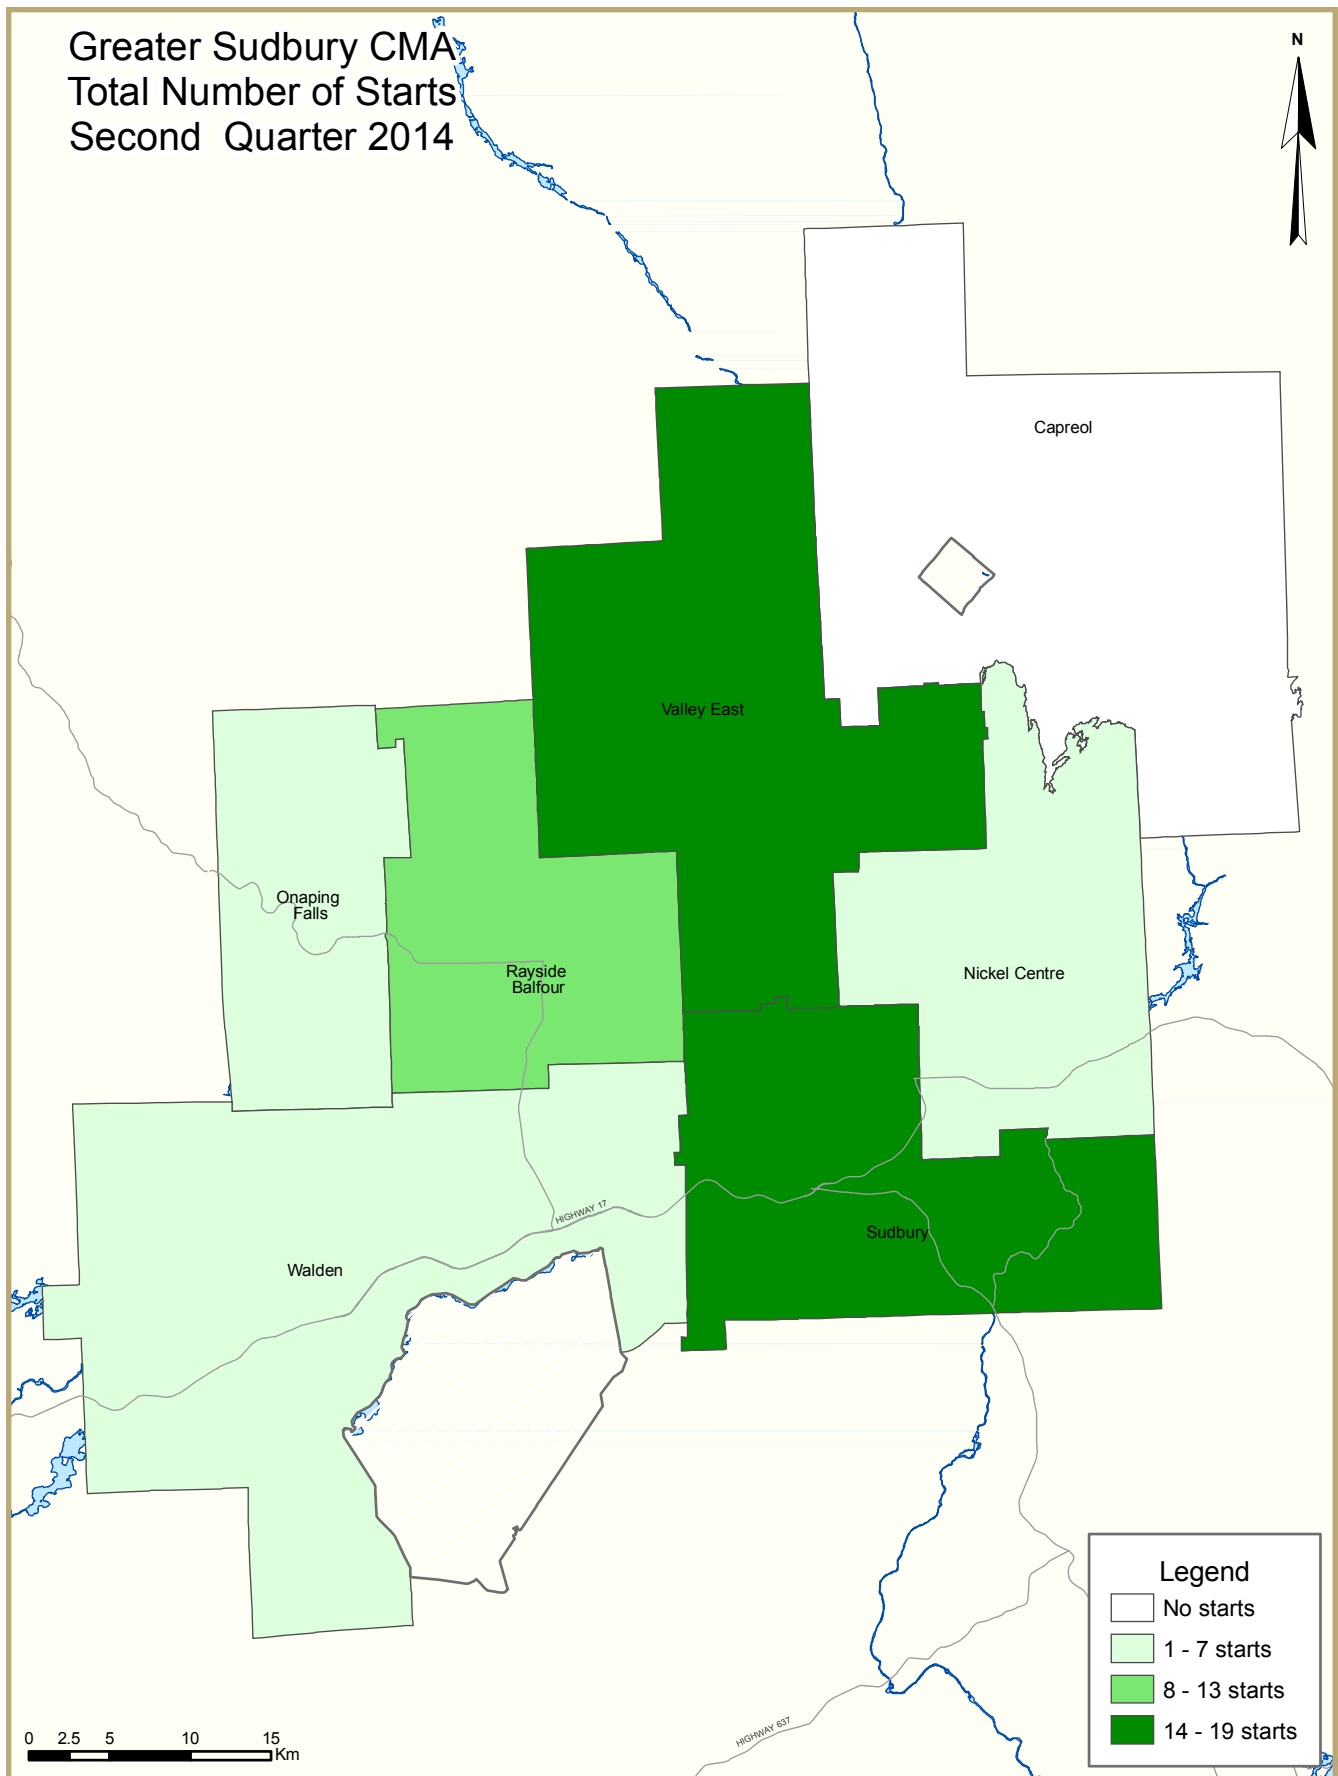 Greater Sudbury CMA
Total Number of Starts
Second Quarter 2014
N
Capreol
Valley East
Onaping
Falls
Rayside
Balfour
Nickel Centre
HIGHWAY 17
Sudbury
Walden
Legend
No starts
1 - 7 starts
8 - 13 starts
14 - 19 starts
HIGHWAY 637
0 2.5 5 10 15
Km